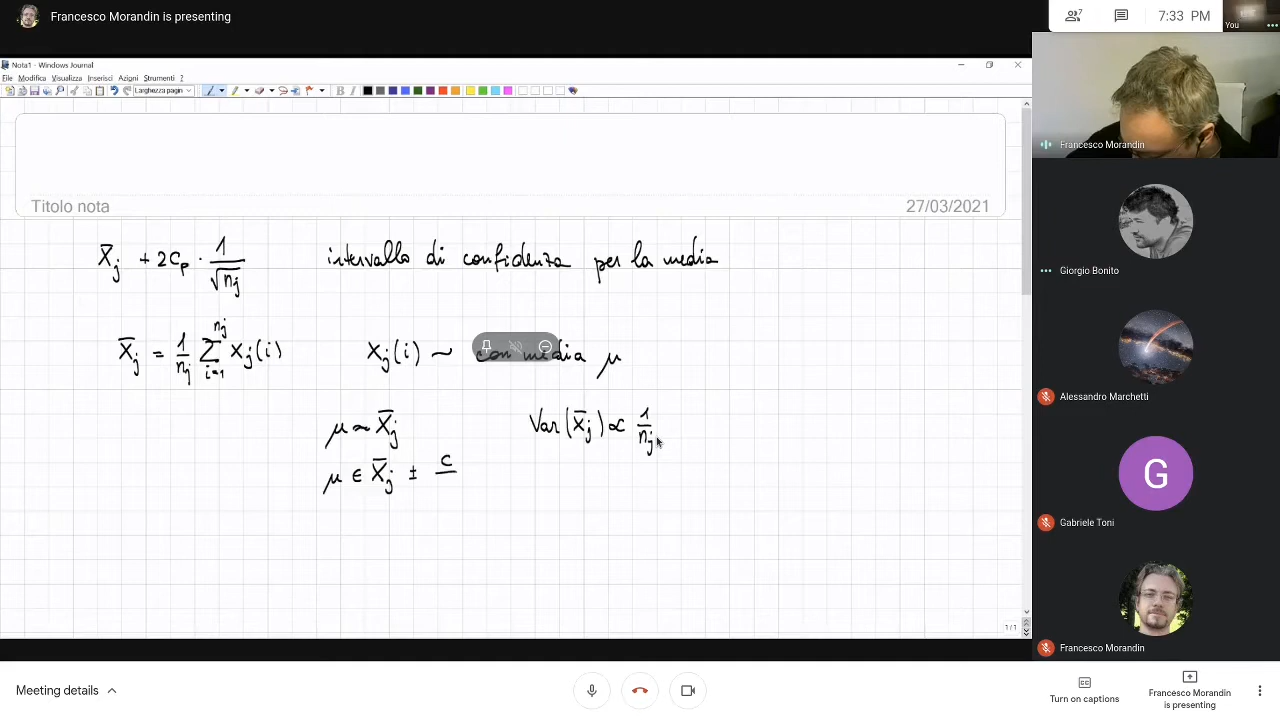 Francesco Morandin is presenting
7
7:33 PM
You
Nota1 - Windows Journal
File Modifica Visualizza Inserisci Azioni Strumenti ?
Larghezza pagin
Francesco Morandin
Titolo nota
27/03/2021
X̄j + 2cp · 1/√nj intervallo di confidenza per la media
Giorgio Bonito
X̄j = 1/nj ∑ i=1 nj Xj(i) Xj(i) ~ con media μ
Alessandro Marchetti
μ ≈ X̄j Var(X̄j) ∝ 1/nj
μ ∈ X̄j ± c
G
Gabriele Toni
1/1
Francesco Morandin
Meeting details
Turn on captions
Francesco Morandin
is presenting